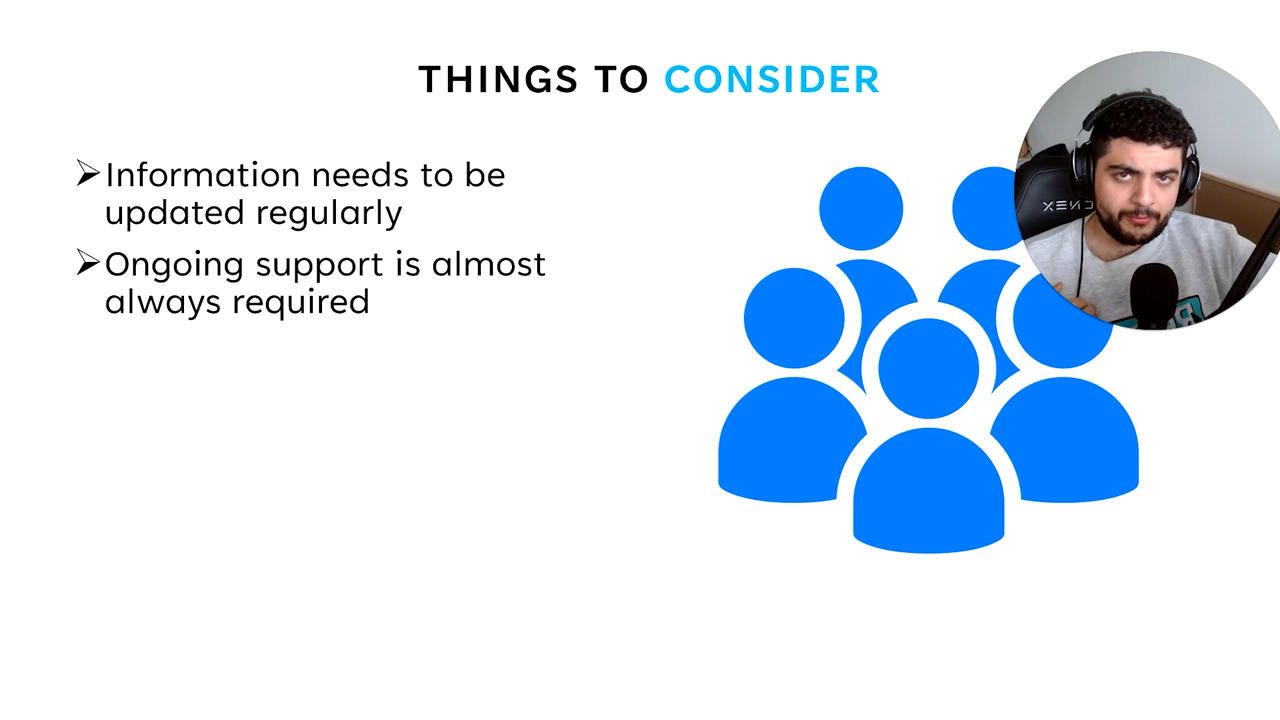 THINGS TO CONSIDER
➢Information needs to be
updated regularly
➢Ongoing support is almost
always required